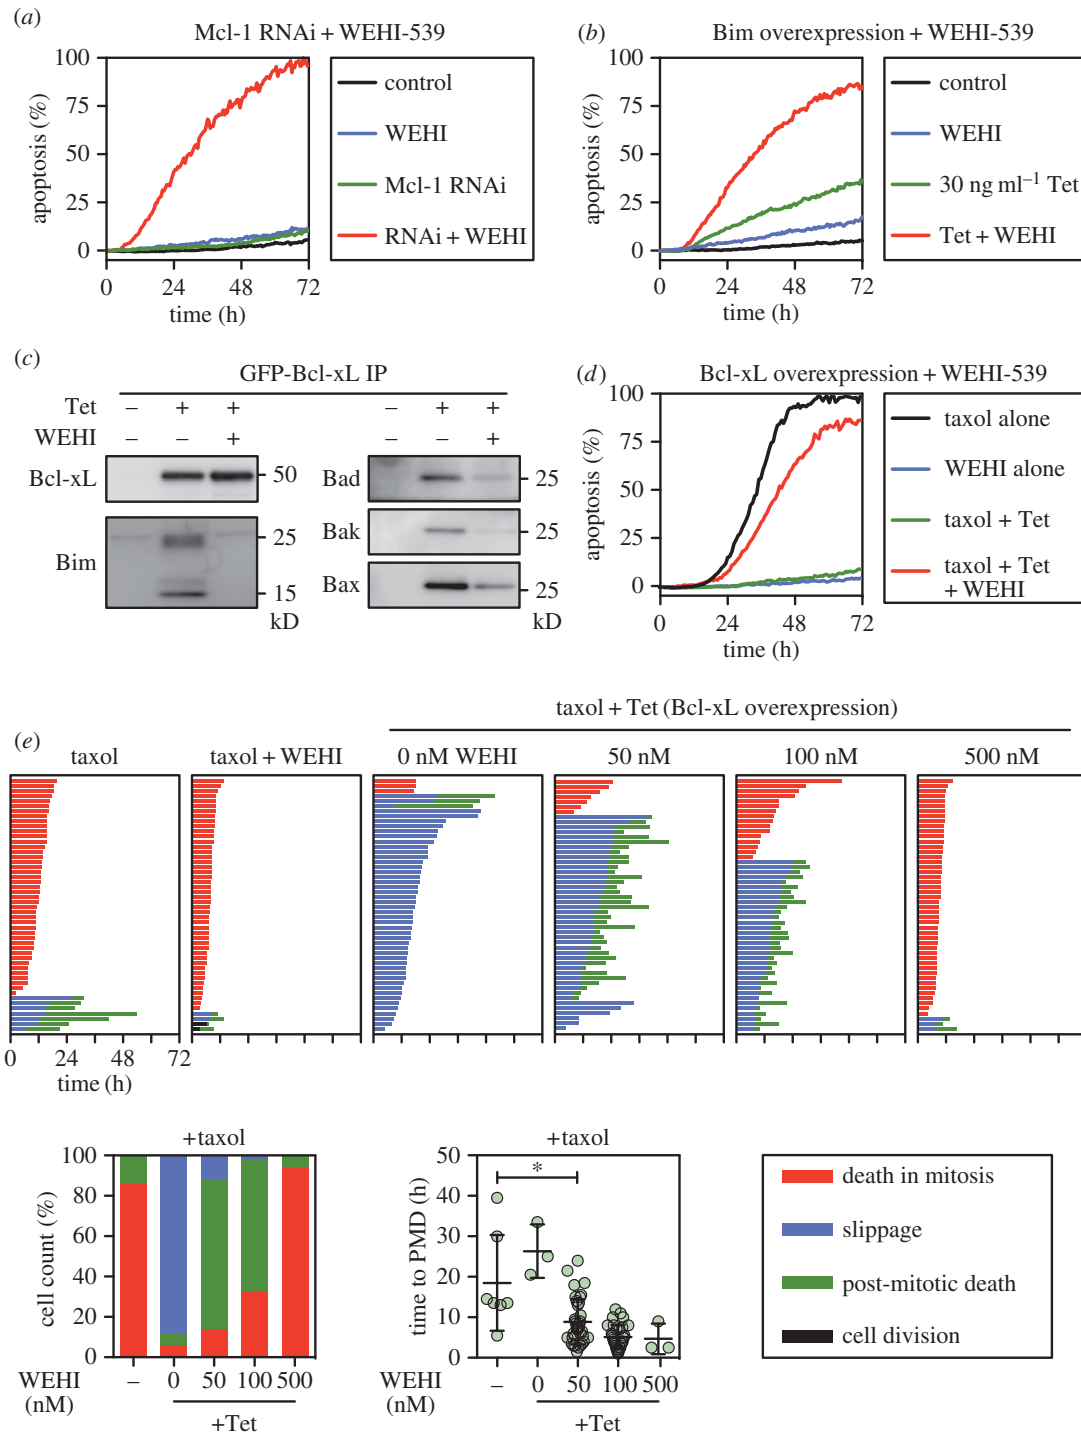 (a)
Mcl-1 RNAi + WEHI-539
100
75
50
25
0
apoptosis (%)
0 24 48 72
time (h)
control
WEHI
Mcl-1 RNAi
RNAi + WEHI
(b)
Bim overexpression + WEHI-539
100
75
50
25
0
apoptosis (%)
0 24 48 72
time (h)
control
WEHI
30 ng ml⁻¹ Tet
Tet + WEHI
(c)
GFP-Bcl-xL IP
Tet – + + – + +
WEHI – – + – – +
Bcl-xL 50
Bim 25
15
kD
Bad 25
Bak 25
Bax 25
kD
(d)
Bcl-xL overexpression + WEHI-539
100
75
50
25
0
apoptosis (%)
0 24 48 72
time (h)
taxol alone
WEHI alone
taxol + Tet
taxol + Tet
+ WEHI
(e)
taxol + Tet (Bcl-xL overexpression)
taxol taxol + WEHI 0 nM WEHI 50 nM 100 nM 500 nM
0 24 48 72
time (h)
+taxol
100
80
60
40
20
0
cell count (%)
WEHI – 0 50 100 500
(nM)
+Tet
+taxol
50
40
30
20
10
0
time to PMD (h)
*
WEHI – 0 50 100 500
(nM)
+Tet
death in mitosis
slippage
post-mitotic death
cell division